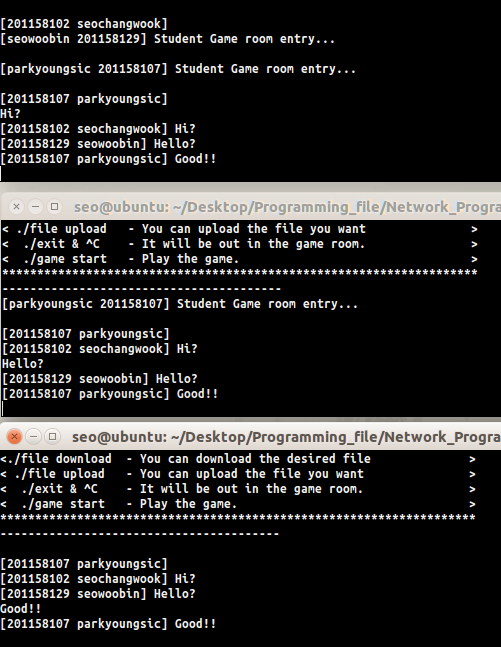 [201158102 seochangwook]
[seowoobin 201158129] Student Game room entry...
[parkyoungsic 201158107] Student Game room entry...
[201158107 parkyoungsic]
Hi?
[201158102 seochangwook] Hi?
[201158129 seowoobin] Hello?
[201158107 parkyoungsic] Good!!
seo@ubuntu: ~/Desktop/Programming_file/Network_Progra
< ./file upload   - You can upload the file you want               >
<  ./exit & ^C    - It will be out in the game room.               >
<  ./game start   - Play the game.                                 >
********************************************************************
----------------------------------------
[parkyoungsic 201158107] Student Game room entry...
[201158107 parkyoungsic]
[201158102 seochangwook] Hi?
Hello?
[201158129 seowoobin] Hello?
[201158107 parkyoungsic] Good!!
seo@ubuntu: ~/Desktop/Programming_file/Network_Progra
<./file download  - You can download the desired file              >
< ./file upload   - You can upload the file you want               >
<  ./exit & ^C    - It will be out in the game room.               >
<  ./game start   - Play the game.                                 >
********************************************************************
----------------------------------------
[201158107 parkyoungsic]
[201158102 seochangwook] Hi?
[201158129 seowoobin] Hello?
Good!!
[201158107 parkyoungsic] Good!!